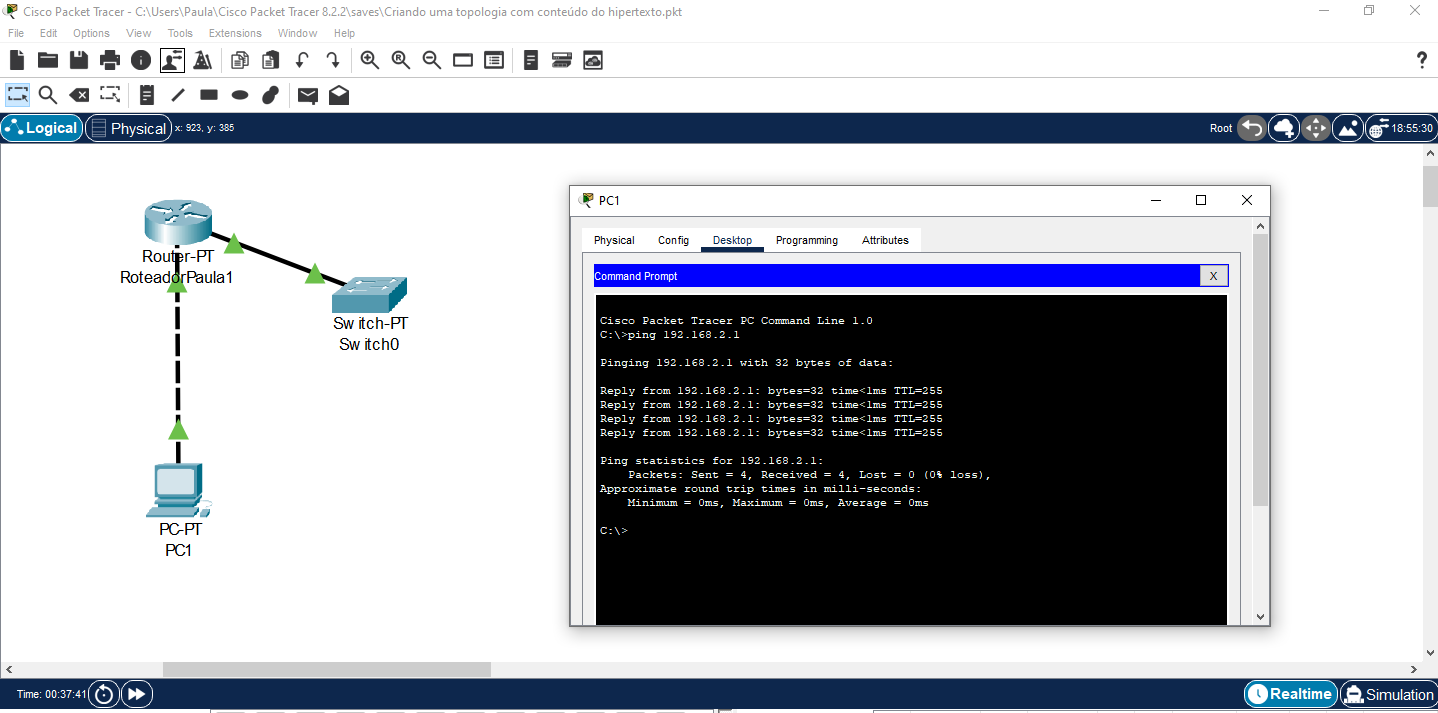 Cisco Packet Tracer - C:\Users\Paula\Cisco Packet Tracer 8.2.2\saves\Criando uma topologia com conteúdo do hipertexto.pkt
File Edit Options View Tools Extensions Window Help
?
Logical Physical x: 923, y: 385 Root 18:55:30
Router-PT
RoteadorPaula1
Switch-PT
Switch0
PC-PT
PC1
PC1
Physical Config Desktop Programming Attributes
Command Prompt X
Cisco Packet Tracer PC Command Line 1.0
C:\>ping 192.168.2.1
Pinging 192.168.2.1 with 32 bytes of data:
Reply from 192.168.2.1: bytes=32 time<1ms TTL=255
Reply from 192.168.2.1: bytes=32 time<1ms TTL=255
Reply from 192.168.2.1: bytes=32 time<1ms TTL=255
Reply from 192.168.2.1: bytes=32 time<1ms TTL=255
Ping statistics for 192.168.2.1:
Packets: Sent = 4, Received = 4, Lost = 0 (0% loss),
Approximate round trip times in milli-seconds:
Minimum = 0ms, Maximum = 0ms, Average = 0ms
C:\>
Time: 00:37:41 Realtime Simulation